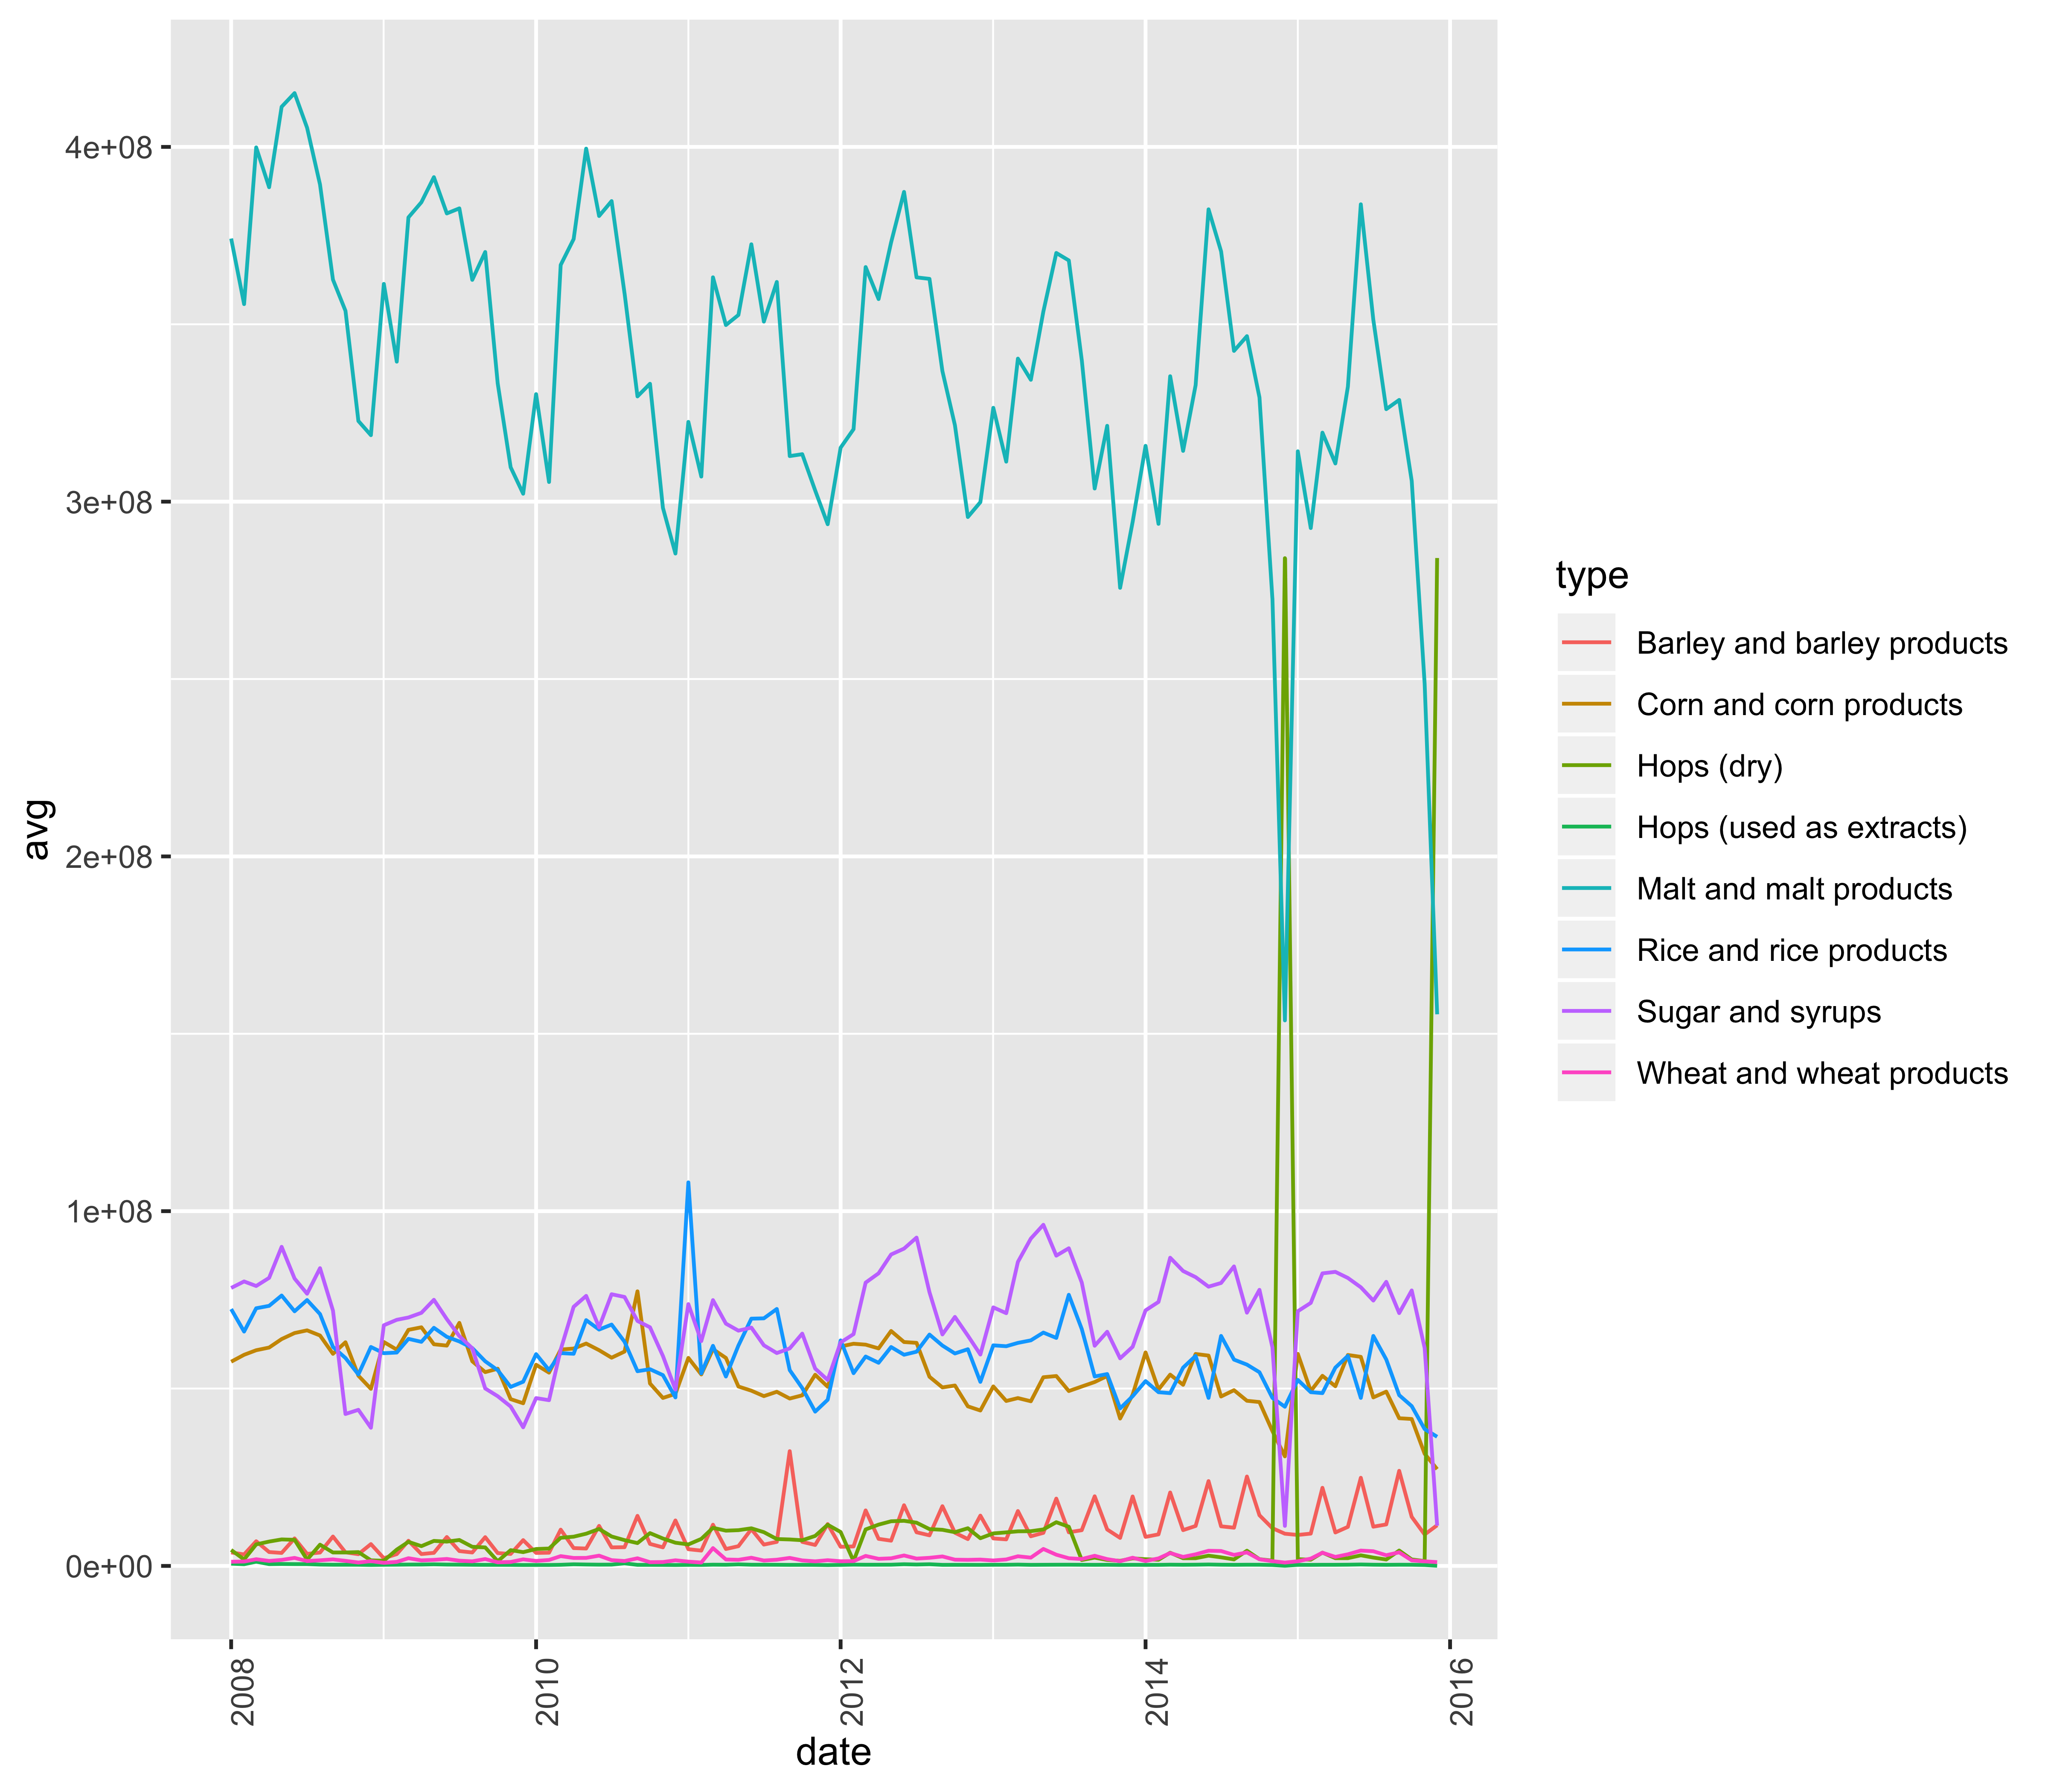 4e+08
3e+08
2e+08
1e+08
0e+00
avg
2008
2010
2012
2014
2016
date
type
Barley and barley products
Corn and corn products
Hops (dry)
Hops (used as extracts)
Malt and malt products
Rice and rice products
Sugar and syrups
Wheat and wheat products